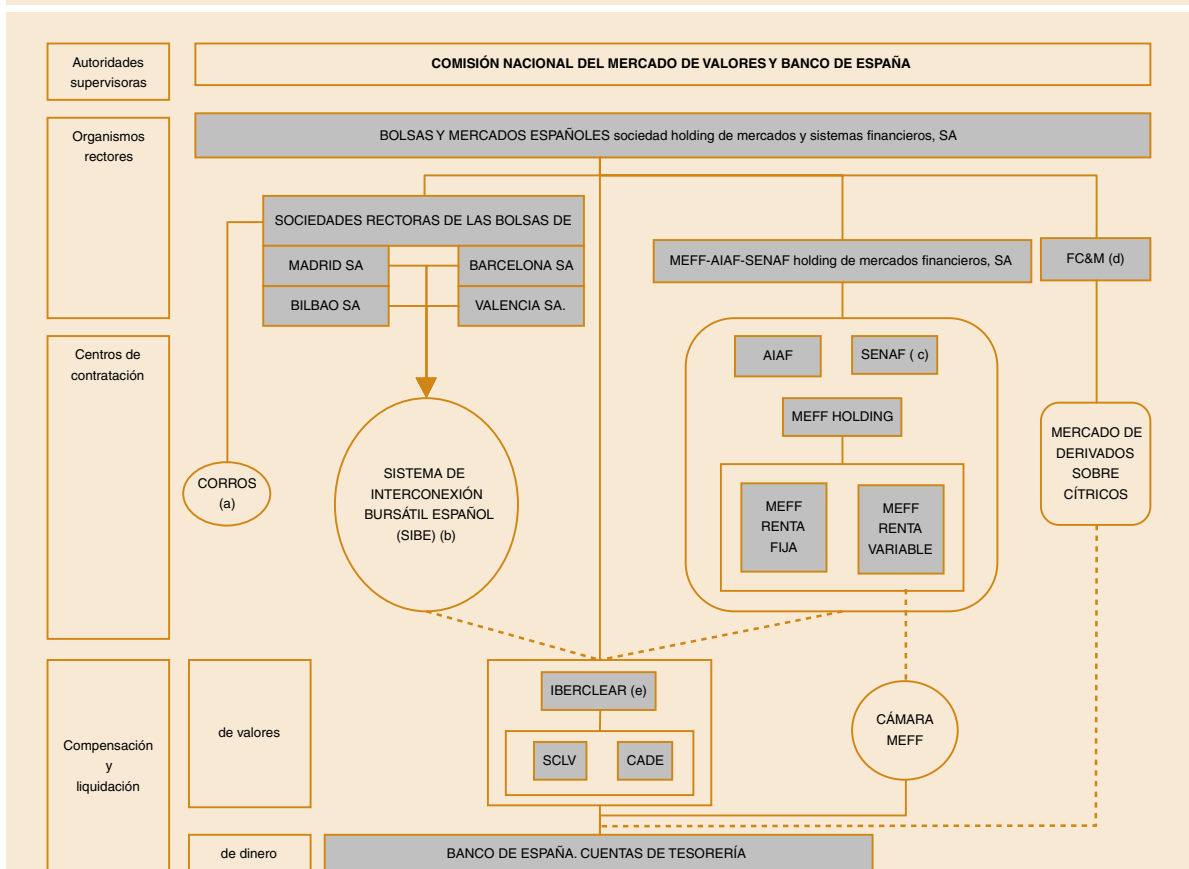 Autoridades
supervisoras
COMISIÓN NACIONAL DEL MERCADO DE VALORES Y BANCO DE ESPAÑA
Organismos
rectores
BOLSAS Y MERCADOS ESPAÑOLES sociedad holding de mercados y sistemas financieros, SA
SOCIEDADES RECTORAS DE LAS BOLSAS DE
MADRID SA
BARCELONA SA
BILBAO SA
VALENCIA SA.
MEFF-AIAF-SENAF holding de mercados financieros, SA
FC&M (d)
Centros de
contratación
CORROS
(a)
SISTEMA DE
INTERCONEXIÓN
BURSÁTIL ESPAÑOL
(SIBE) (b)
AIAF
SENAF ( c)
MEFF HOLDING
MEFF
RENTA
FIJA
MEFF
RENTA
VARIABLE
MERCADO DE
DERIVADOS
SOBRE
CÍTRICOS
Compensación
y
liquidación
de valores
IBERCLEAR (e)
SCLV
CADE
CÁMARA
MEFF
de dinero
BANCO DE ESPAÑA. CUENTAS DE TESORERÍA